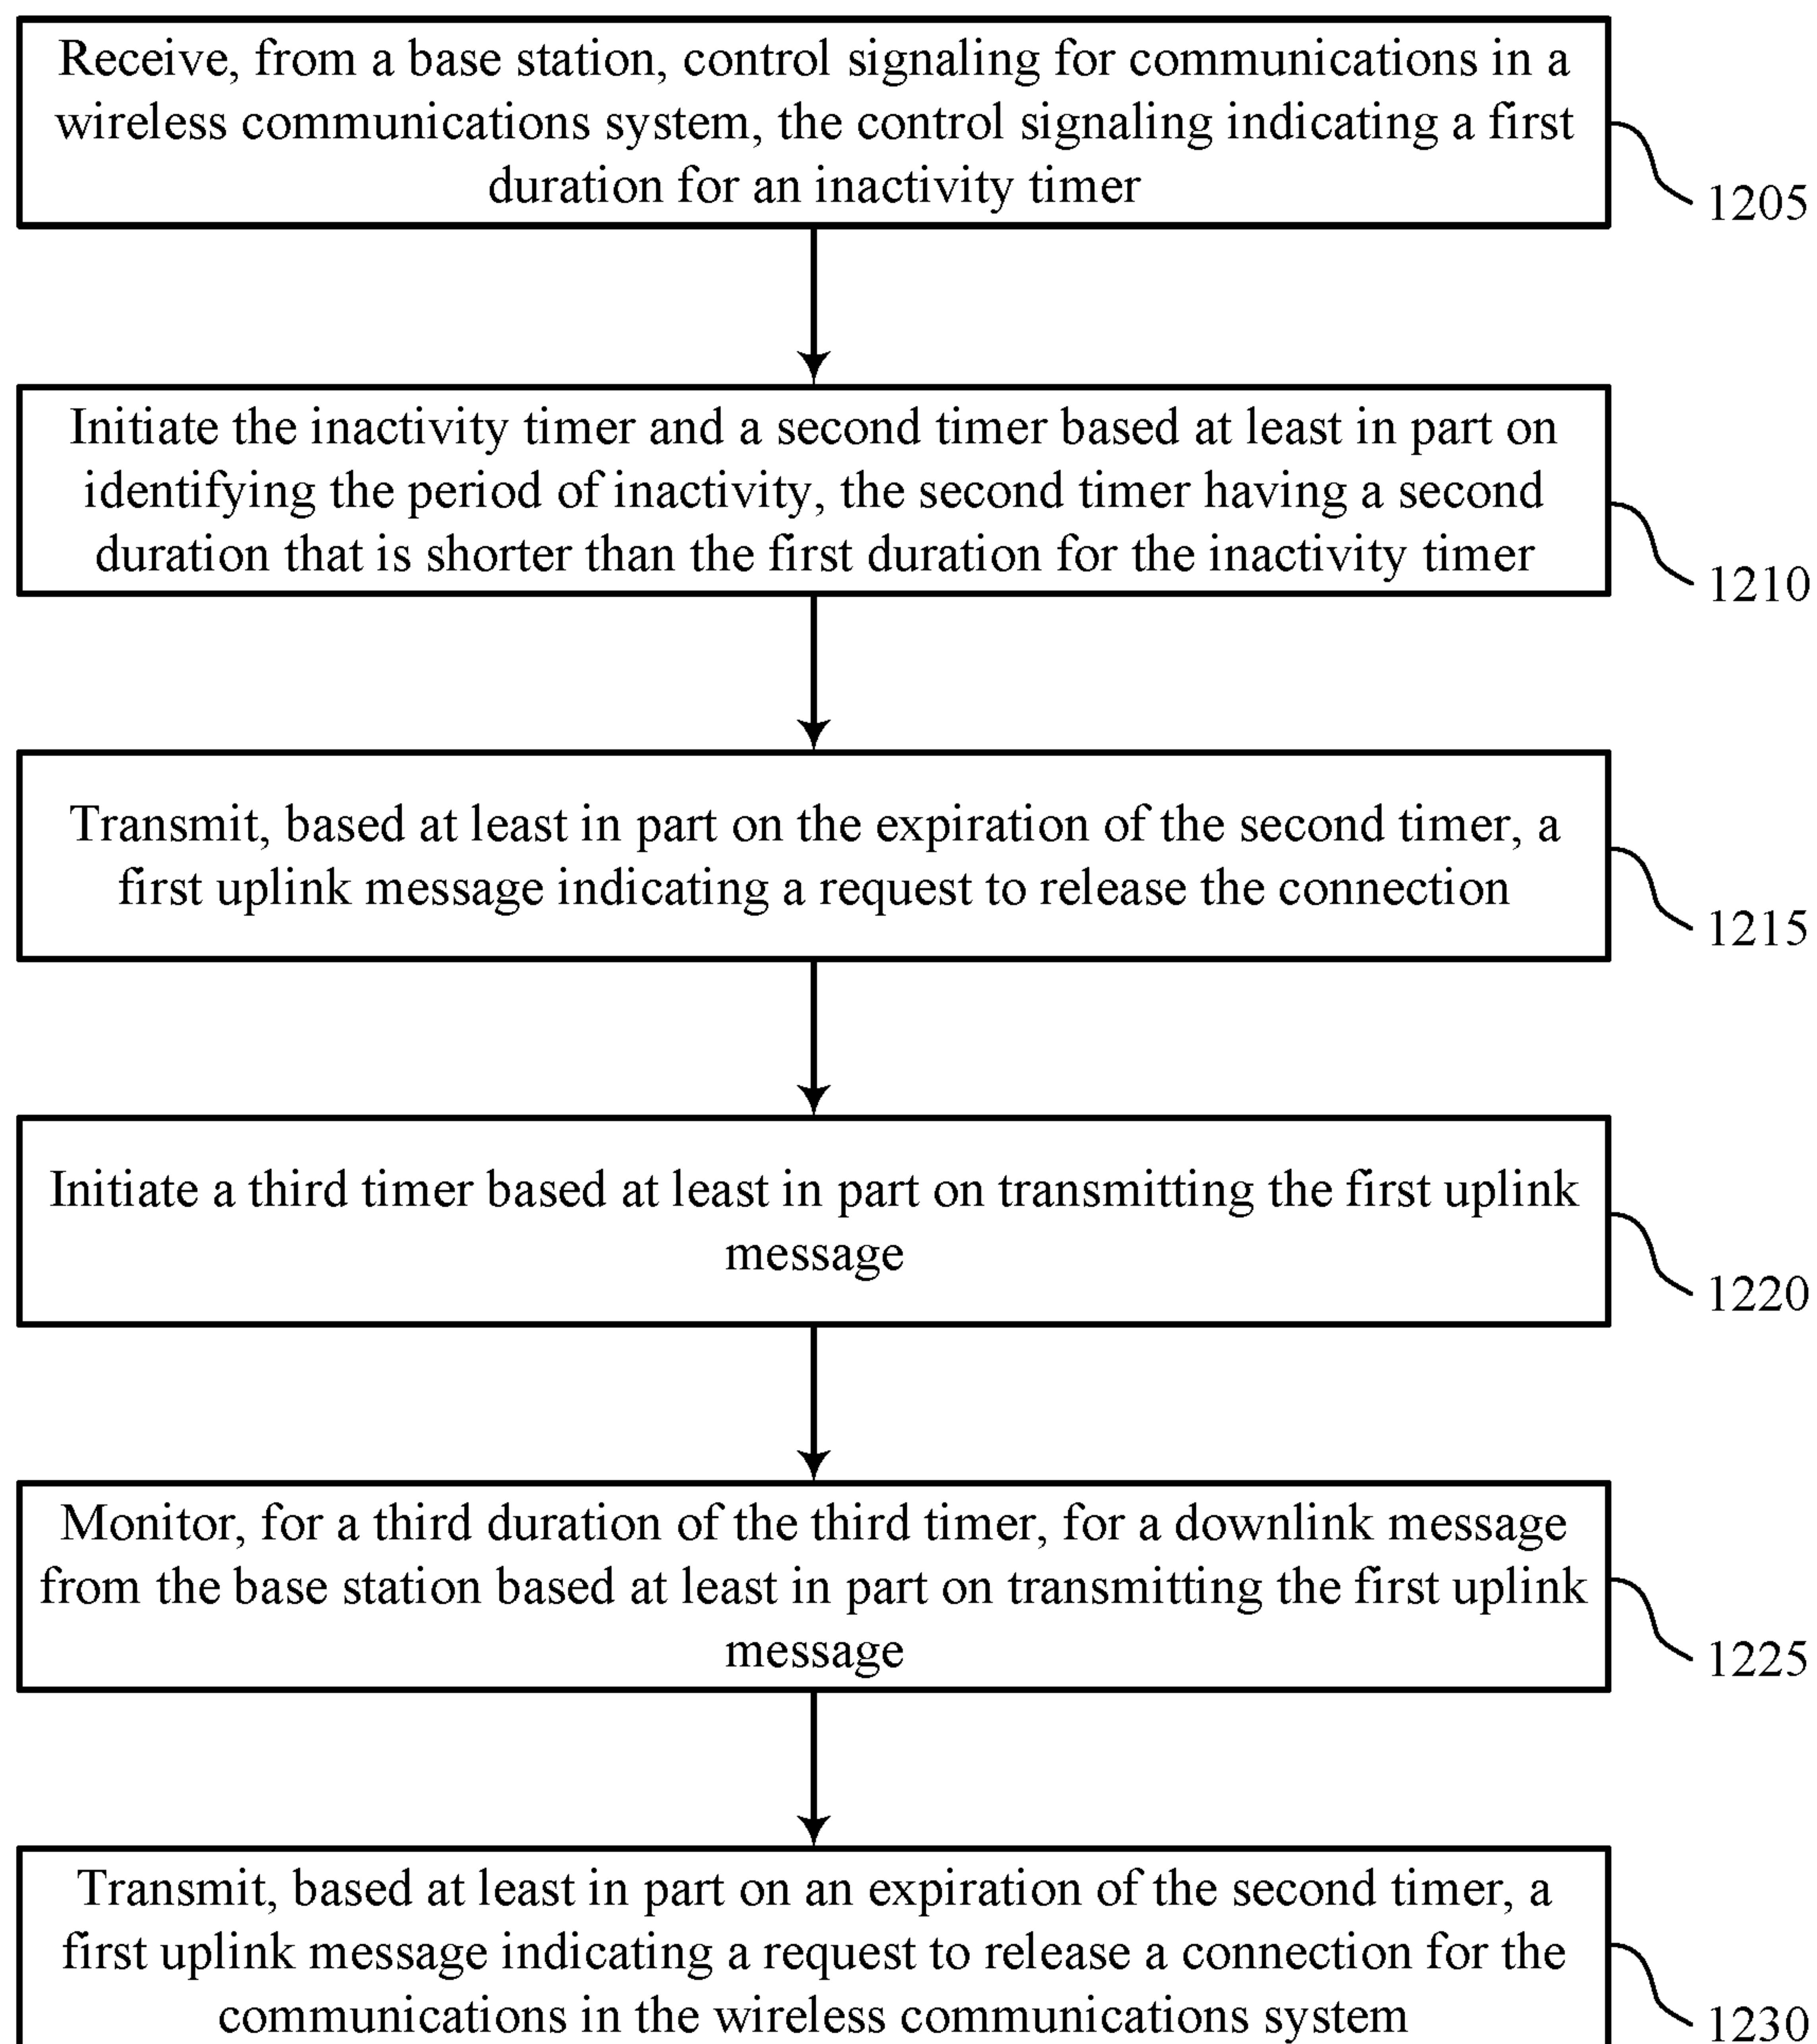 Receive, from a base station, control signaling for communications in a
wireless communications system, the control signaling indicating a first
duration for an inactivity timer
1205
Initiate the inactivity timer and a second timer based at least in part on
identifying the period of inactivity, the second timer having a second
duration that is shorter than the first duration for the inactivity timer
1210
Transmit, based at least in part on the expiration of the second timer, a
first uplink message indicating a request to release the connection
1215
Initiate a third timer based at least in part on transmitting the first uplink
message
1220
Monitor, for a third duration of the third timer, for a downlink message
from the base station based at least in part on transmitting the first uplink
message
1225
Transmit, based at least in part on an expiration of the second timer, a
first uplink message indicating a request to release a connection for the
communications in the wireless communications system
1230